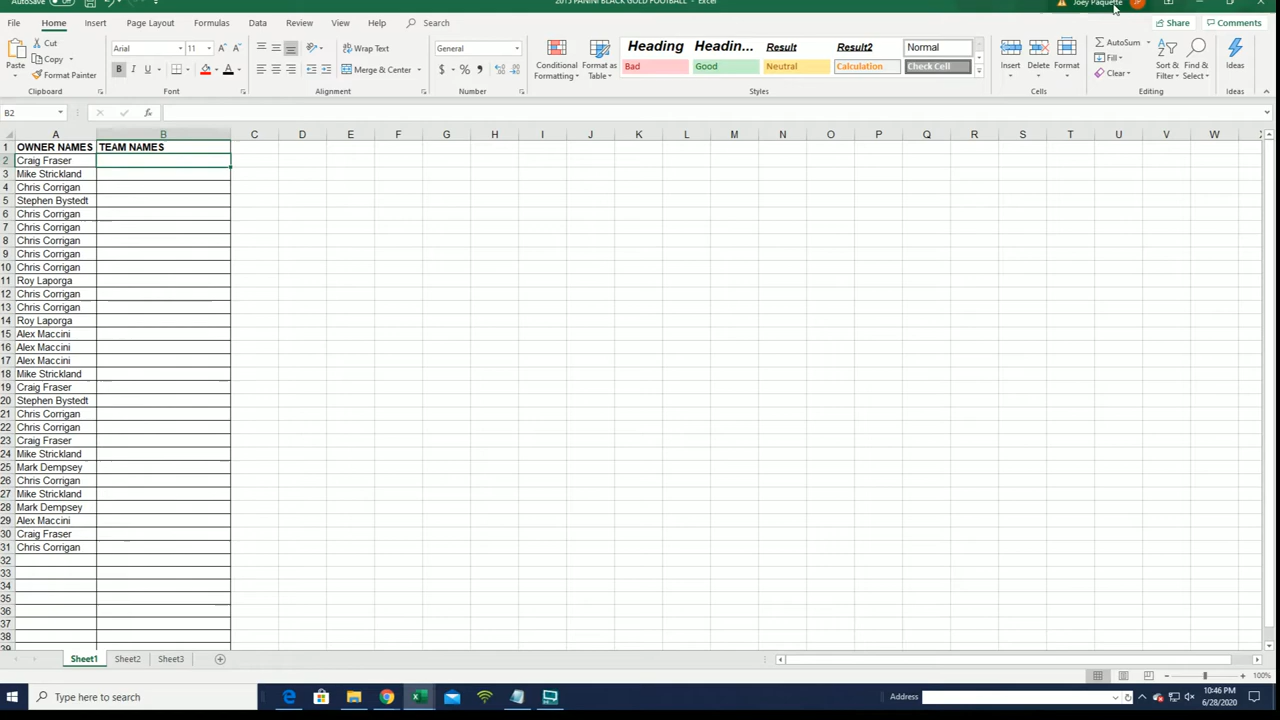 AutoSave Off 2015 PANINI BLACK GOLD FOOTBALL - Excel Joey Paquette JP
File Home Insert Page Layout Formulas Data Review View Help Search Share Comments
Cut
Copy
Format Painter
Paste
Clipboard
Arial 11
Font
Wrap Text
Merge & Center
Alignment
General
Number
Conditional Formatting
Format as Table
Heading Headin... Result Result2 Normal
Bad Good Neutral Calculation Check Cell
Styles
Insert Delete Format
Cells
AutoSum
Fill
Clear
Sort & Filter
Find & Select
Editing
Ideas
Ideas
B2
A B C D E F G H I J K L M N O P Q R S T U V W
1 OWNER NAMES TEAM NAMES
2 Craig Fraser
3 Mike Strickland
4 Chris Corrigan
5 Stephen Bystedt
6 Chris Corrigan
7 Chris Corrigan
8 Chris Corrigan
9 Chris Corrigan
10 Chris Corrigan
11 Roy Laporga
12 Chris Corrigan
13 Chris Corrigan
14 Roy Laporga
15 Alex Maccini
16 Alex Maccini
17 Alex Maccini
18 Mike Strickland
19 Craig Fraser
20 Stephen Bystedt
21 Chris Corrigan
22 Chris Corrigan
23 Craig Fraser
24 Mike Strickland
25 Mark Dempsey
26 Chris Corrigan
27 Mike Strickland
28 Mark Dempsey
29 Alex Maccini
30 Craig Fraser
31 Chris Corrigan
32
33
34
35
36
37
38
39
Sheet1 Sheet2 Sheet3
100%
Type here to search
Address
10:46 PM
6/28/2020